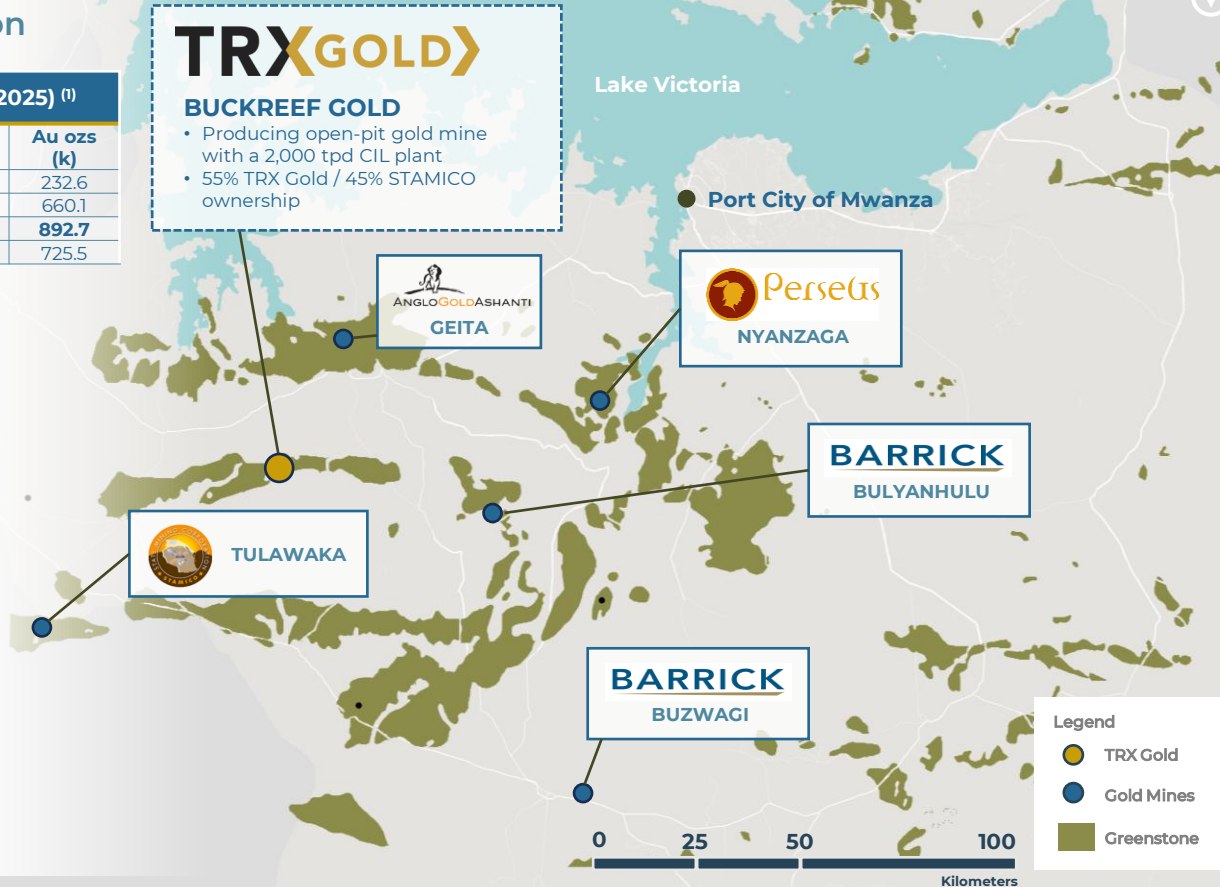 on
2025) (1)
Au ozs
(k)
232.6
660.1
892.7
725.5
TRX GOLD
BUCKREEF GOLD
• Producing open-pit gold mine
with a 2,000 tpd CIL plant
• 55% TRX Gold / 45% STAMICO
ownership
Lake Victoria
Port City of Mwanza
ANGLOGOLDASHANTI
GEITA
Perseus
NYANZAGA
BARRICK
BULYANHULU
STAMICO
TULAWAKA
BARRICK
BUZWAGI
Legend
TRX Gold
Gold Mines
Greenstone
0 25 50 100
Kilometers